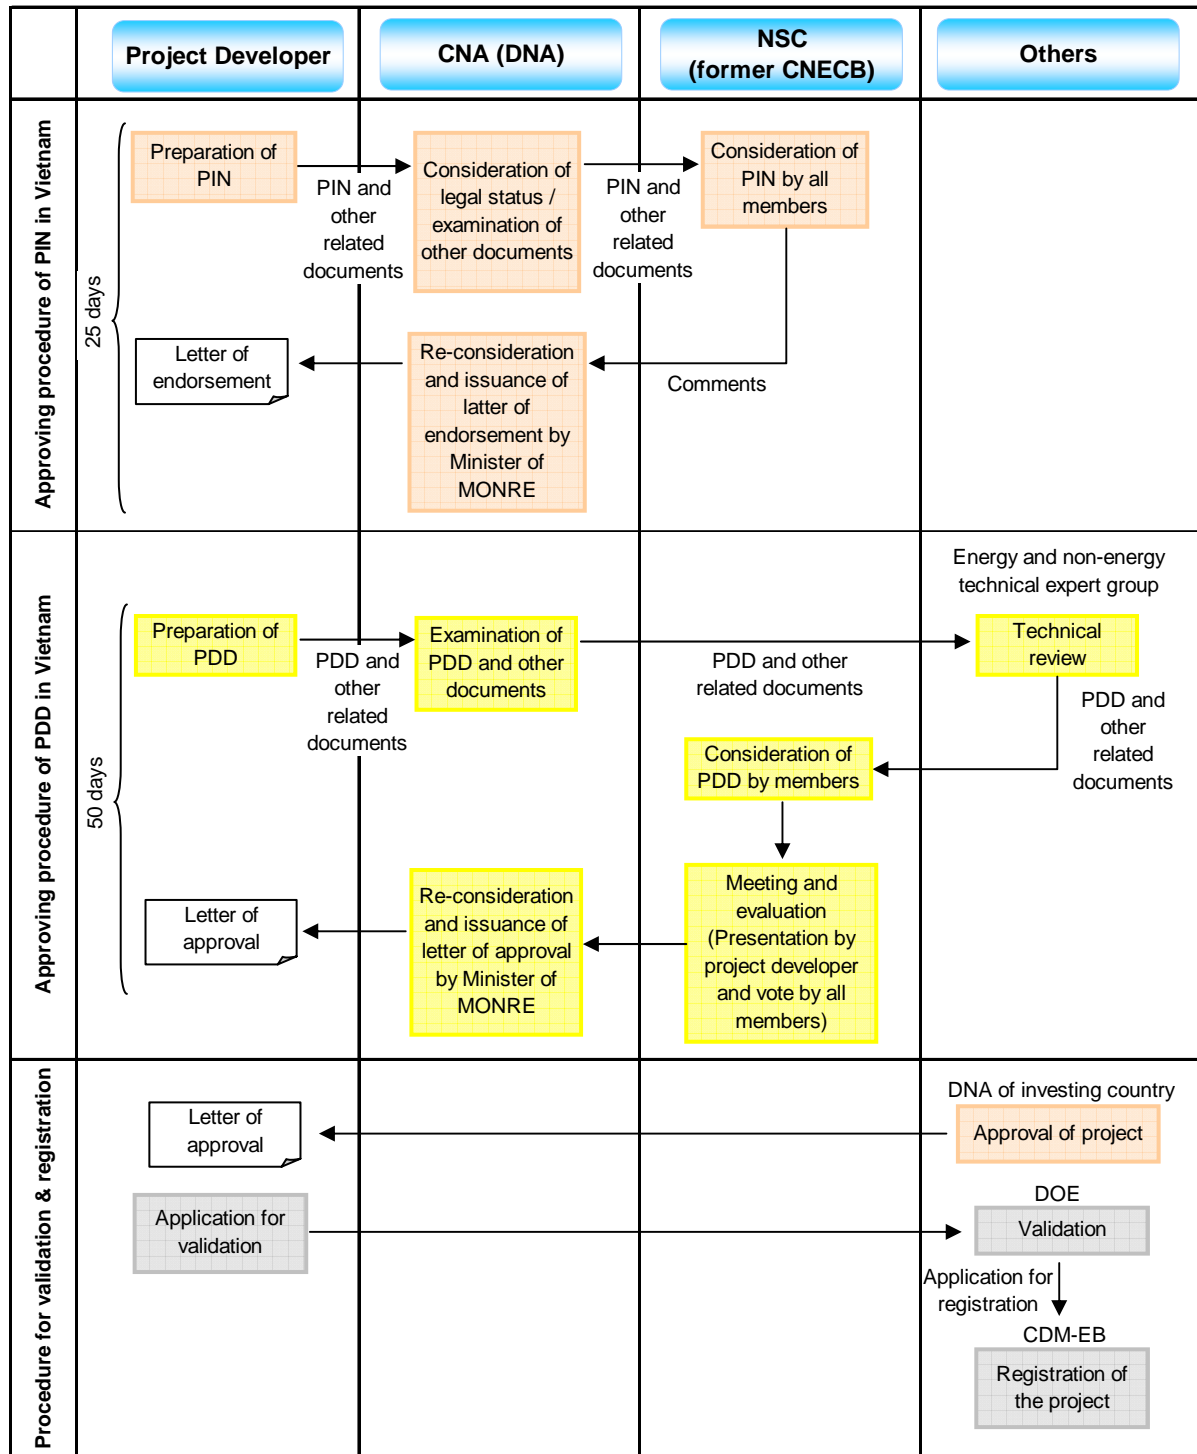 Project Developer
CNA (DNA)
NSC
(former CNECB)
Others
Approving procedure of PIN in Vietnam
25 days
Preparation of
PIN
PIN and
other
related
documents
Consideration of
legal status /
examination of
other documents
PIN and
other
related
documents
Consideration of
PIN by all
members
Letter of
endorsement
Re-consideration
and issuance of
latter of
endorsement by
Minister of
MONRE
Comments
Approving procedure of PDD in Vietnam
50 days
Energy and non-energy
technical expert group
Preparation of
PDD
PDD and
other
related
documents
Examination of
PDD and other
documents
PDD and other
related documents
Technical
review
PDD and
other
related
documents
Consideration of
PDD by members
Letter of
approval
Re-consideration
and issuance of
letter of approval
by Minister of
MONRE
Meeting and
evaluation
(Presentation by
project developer
and vote by all
members)
Procedure for validation & registration
DNA of investing country
Letter of
approval
Approval of project
DOE
Application for
validation
Validation
Application for
registration
CDM-EB
Registration of
the project